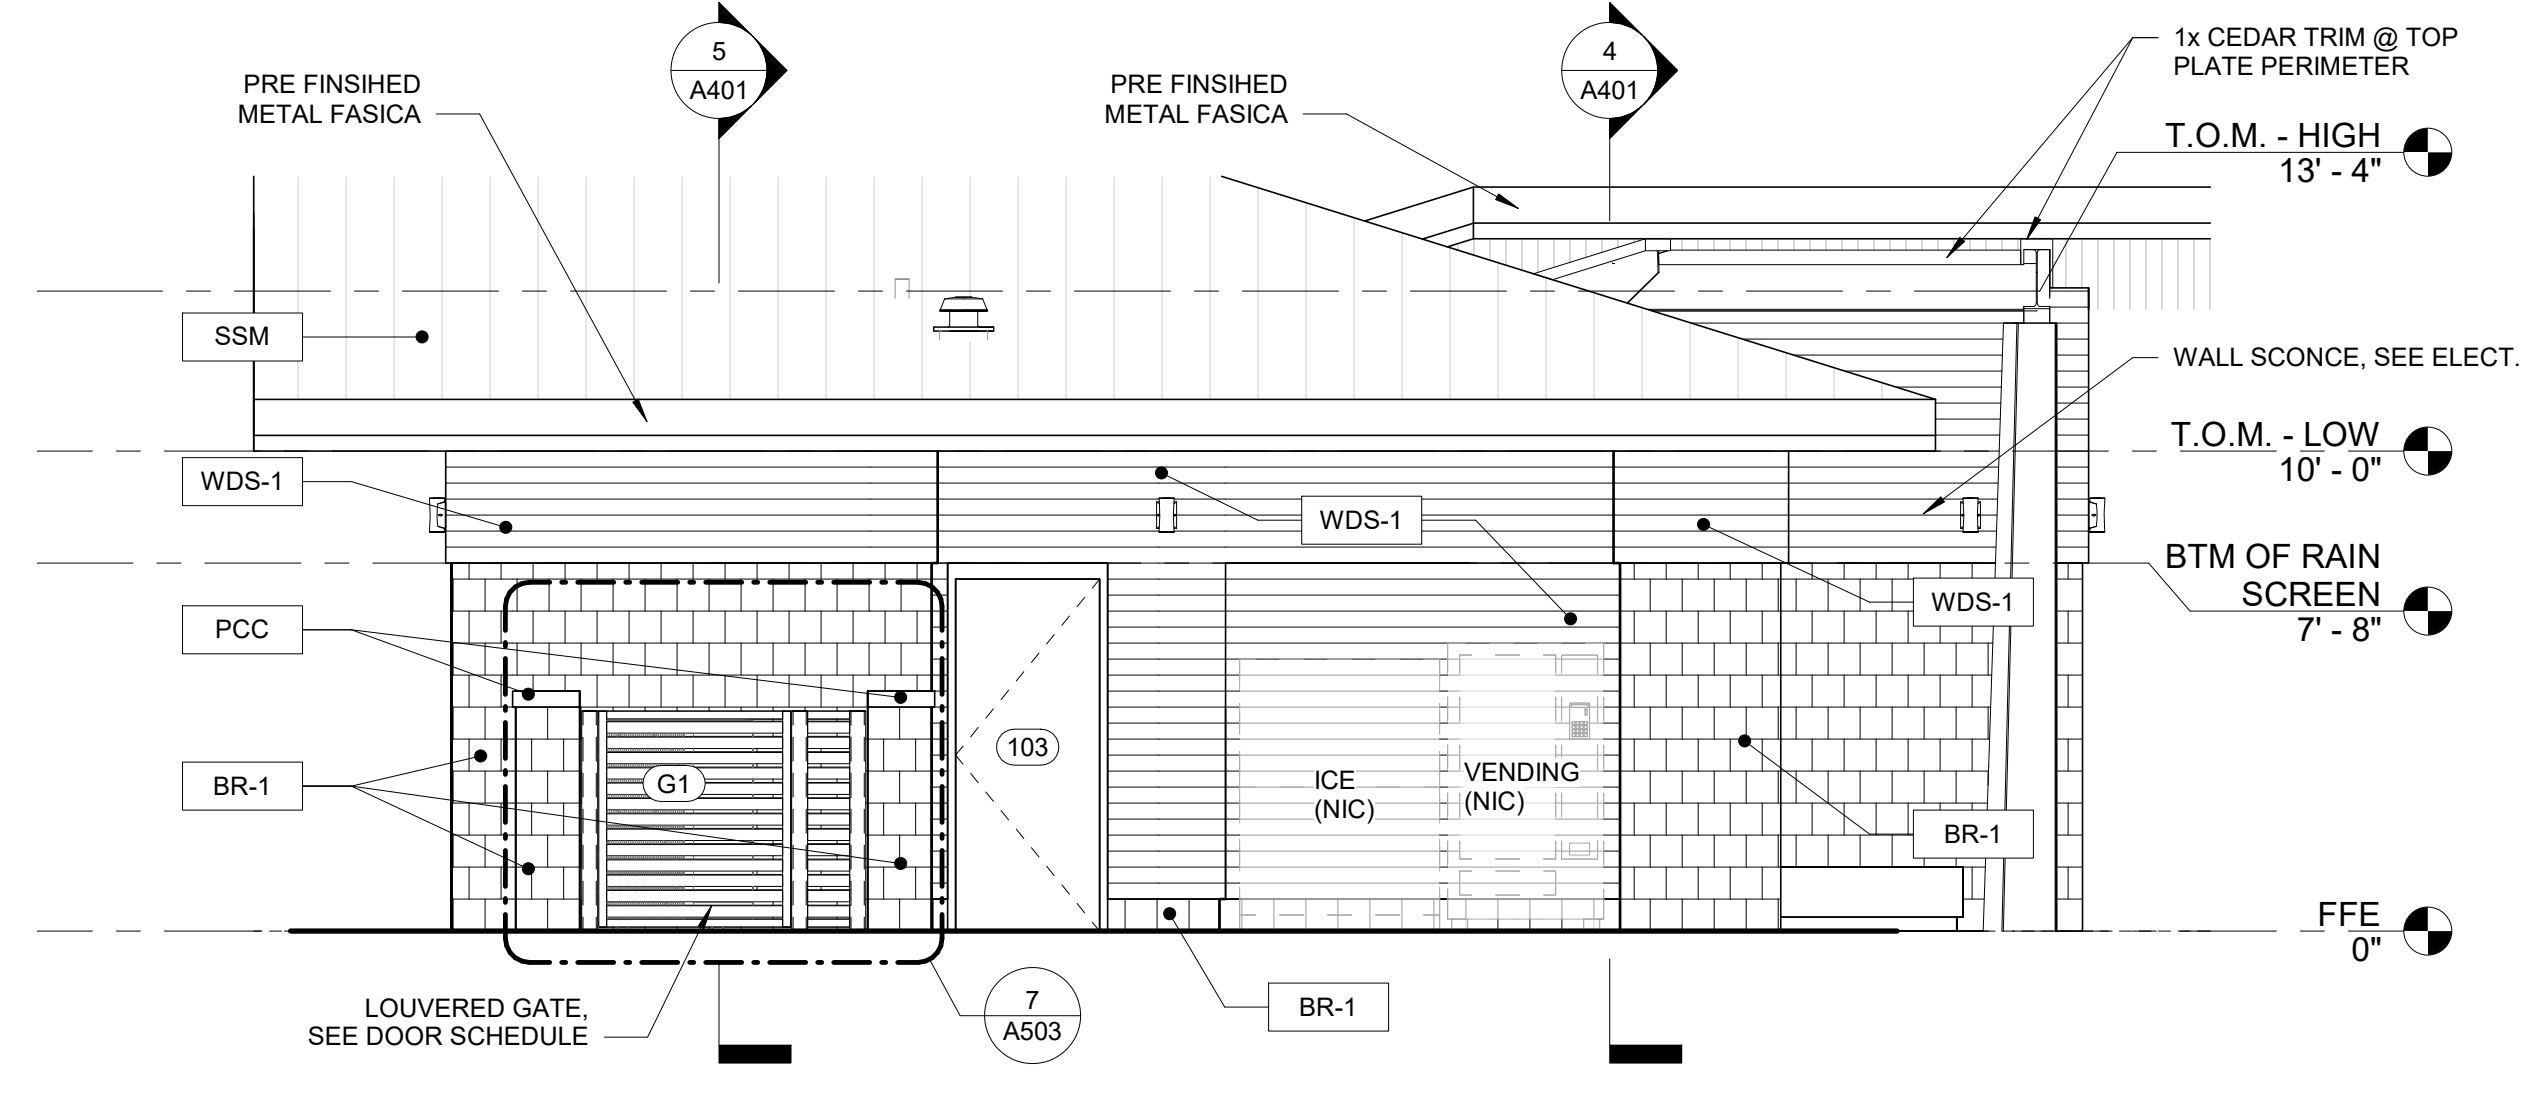 5
A401
4
A401
1x CEDAR TRIM @ TOP
PLATE PERIMETER
PRE FINSIHED
METAL FASICA
PRE FINSIHED
METAL FASICA
T.O.M. - HIGH
13' - 4"
SSM
WALL SCONCE, SEE ELECT.
T.O.M. - LOW
10' - 0"
WDS-1
WDS-1
BTM OF RAIN
SCREEN
7' - 8"
WDS-1
PCC
103
G1
ICE
(NIC)
VENDING
(NIC)
BR-1
BR-1
FFE
0"
LOUVERED GATE,
SEE DOOR SCHEDULE
7
A503
BR-1